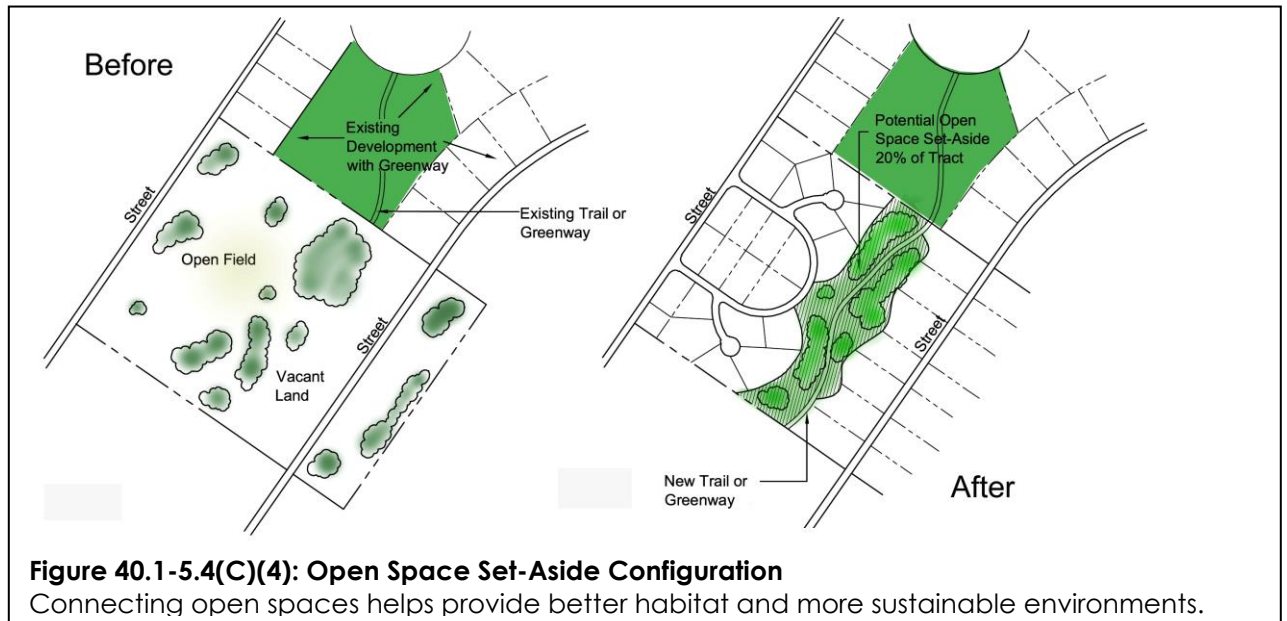 Before
Existing
Development
with Greenway
Street
Existing Trail or
Greenway
Open Field
Street
Vacant
Land
Potential Open
Space Set-Aside
20% of Tract
Street
Street
New Trail or
Greenway
After
Figure 40.1-5.4(C)(4): Open Space Set-Aside Configuration
Connecting open spaces helps provide better habitat and more sustainable environments.